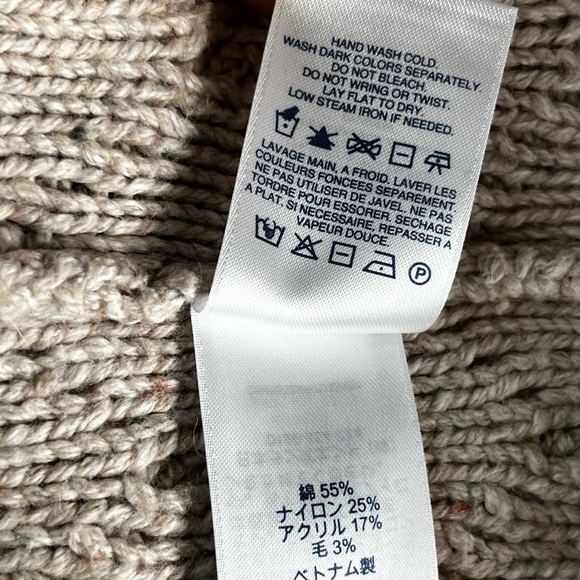 HAND WASH COLD.
WASH DARK COLORS SEPARATELY.
DO NOT BLEACH.
DO NOT WRING OR TWIST.
LAY FLAT TO DRY.
LOW STEAM IRON IF NEEDED.
LAVAGE MAIN, A FROID. LAVER LES
COULEURS FONCÉES SEPAREMENT.
NE PAS UTILISER DE JAVEL. NE PAS
TORDRE POUR ESSORER. SECHAGE
A PLAT. SI NECESSAIRE, REPASSER A
VAPEUR DOUCE.
P
綿 55%
ナイロン 25%
アクリル 17%
毛 3%
ベトナム製